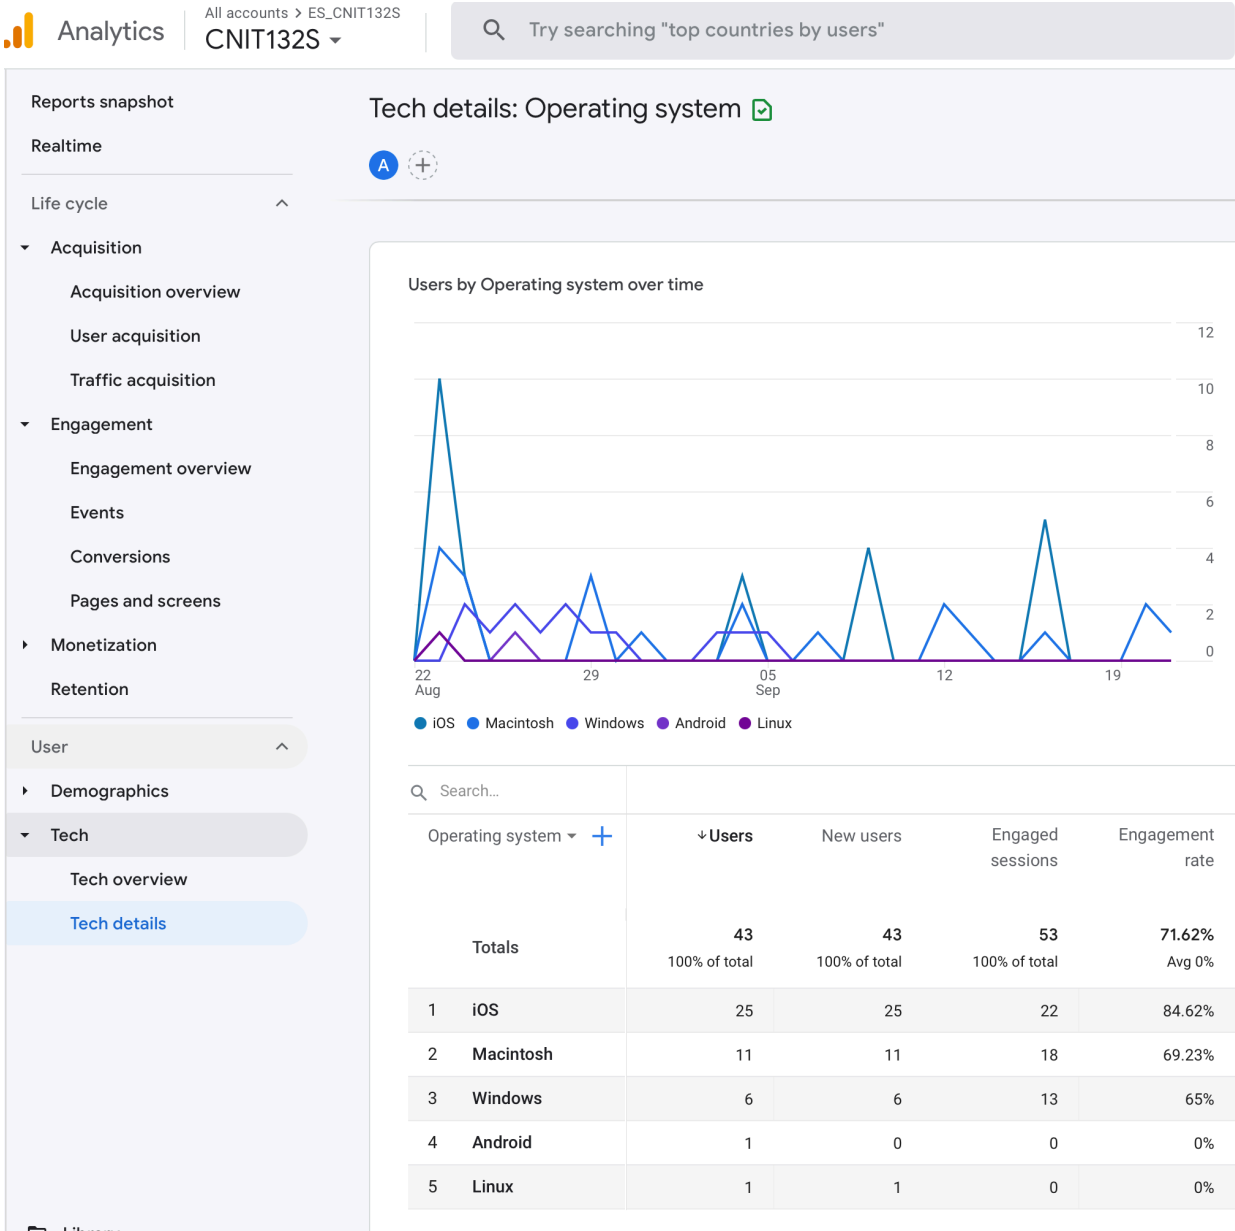 Analytics
All accounts > ES_CNIT132S
CNIT132S
Try searching "top countries by users"
Reports snapshot
Realtime
Life cycle
Acquisition
Acquisition overview
User acquisition
Traffic acquisition
Engagement
Engagement overview
Events
Conversions
Pages and screens
Monetization
Retention
User
Demographics
Tech
Tech overview
Tech details
Library
Tech details: Operating system
A
Users by Operating system over time
12
10
8
6
4
2
0
22 29 05 12 19
Aug Sep
iOS Macintosh Windows Android Linux
Search...
Operating system Users New users Engaged sessions Engagement rate
Totals 43 43 53 71.62%
100% of total 100% of total 100% of total Avg 0%
1 iOS 25 25 22 84.62%
2 Macintosh 11 11 18 69.23%
3 Windows 6 6 13 65%
4 Android 1 0 0 0%
5 Linux 1 1 0 0%